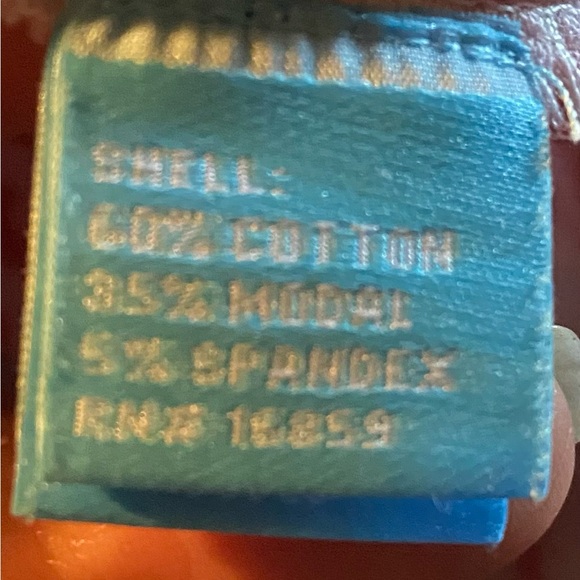 SHELL:
60% COTTON
35% MODAL
5% SPANDEX
RN# 16859